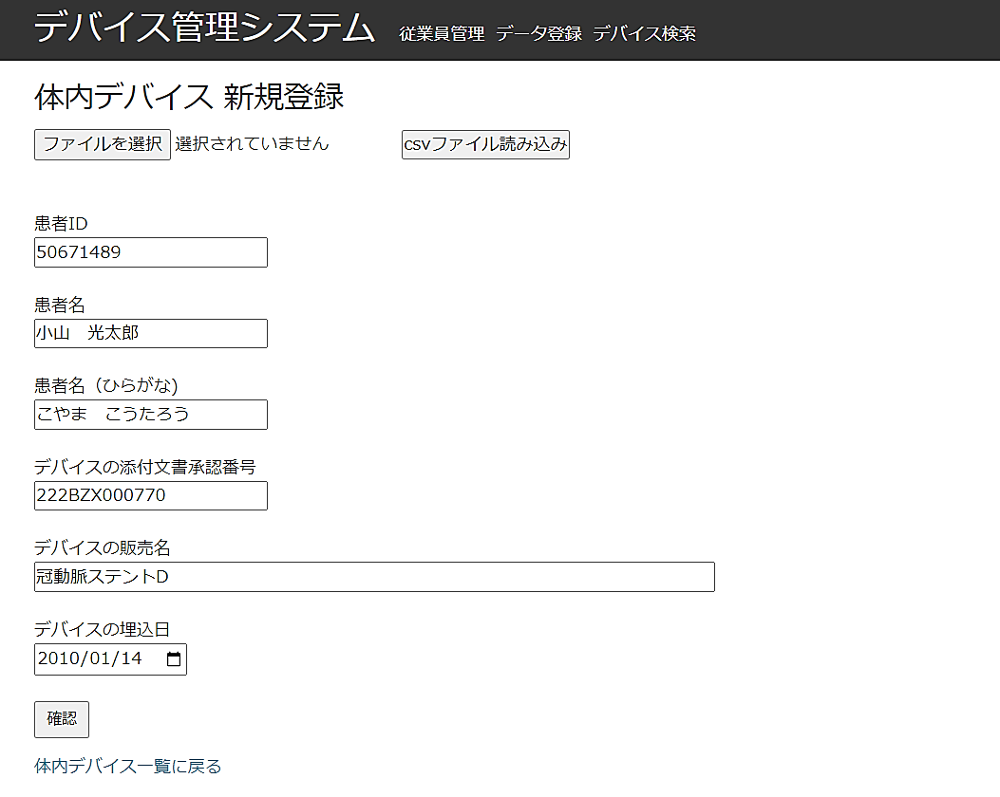 デバイス管理システム 従業員管理 データ登録 デバイス検索
体内デバイス 新規登録
ファイルを選択 選択されていません csvファイル読み込み
患者ID
50671489
患者名
小山　光太郎
患者名（ひらがな)
こやま　こうたろう
デバイスの添付文書承認番号
222BZX000770
デバイスの販売名
冠動脈ステントD
デバイスの埋込日
2010/01/14
確認
体内デバイス一覧に戻る